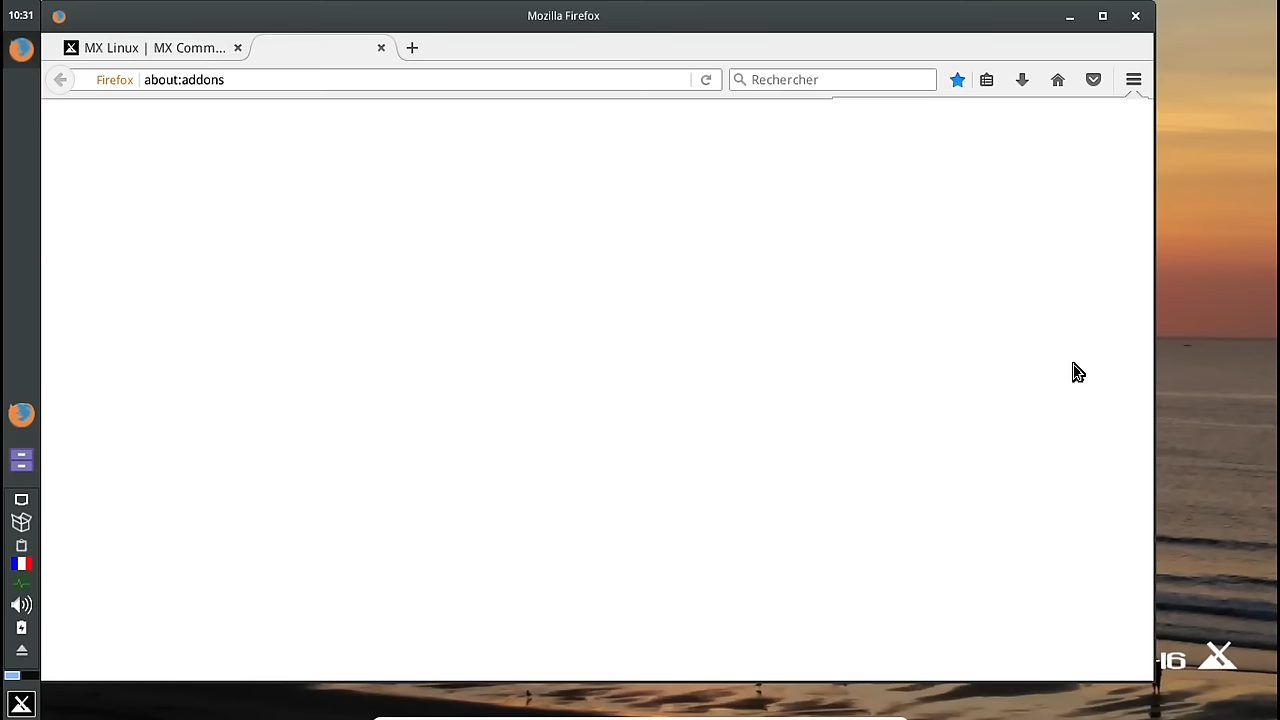 10:31
Mozilla Firefox
MX Linux | MX Comm...
Firefox
about:addons
Rechercher
-16